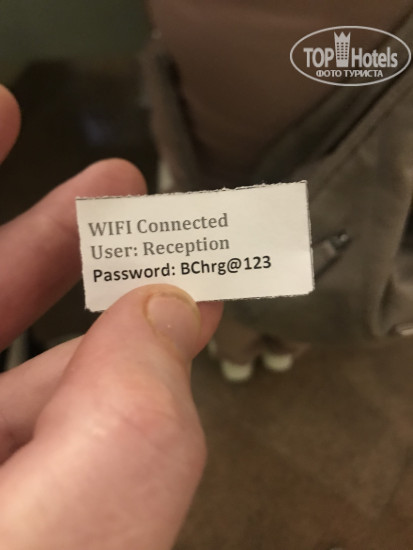 TOP Hotels
ФОТО ТУРИСТА
WIFI Connected
User: Reception
Password: BChrg@123